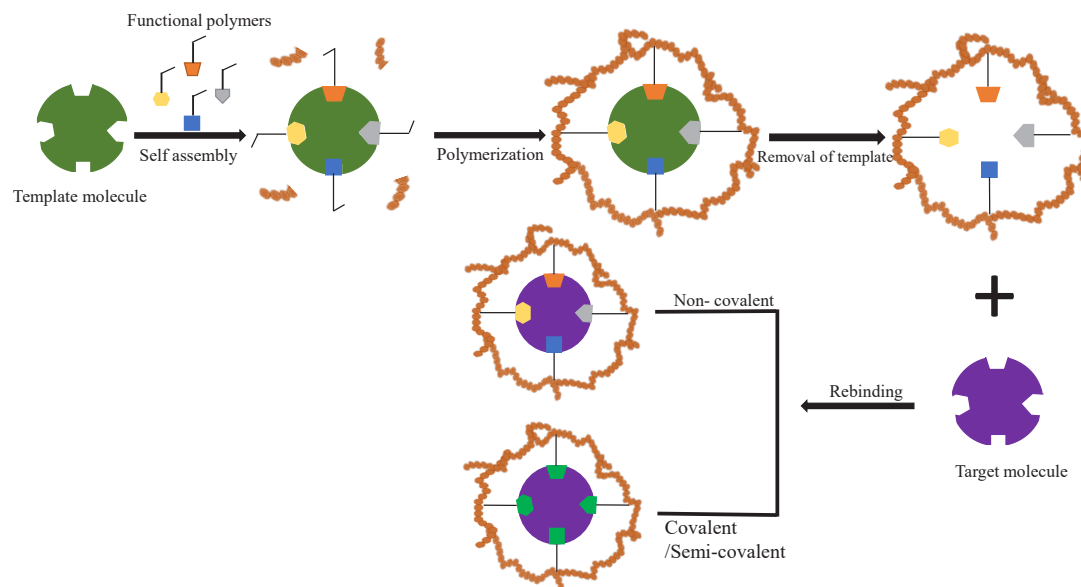 Functional polymers
Self assembly
Template molecule
Polymerization
Removal of template
Non- covalent
Rebinding
Target molecule
Covalent
/Semi-covalent